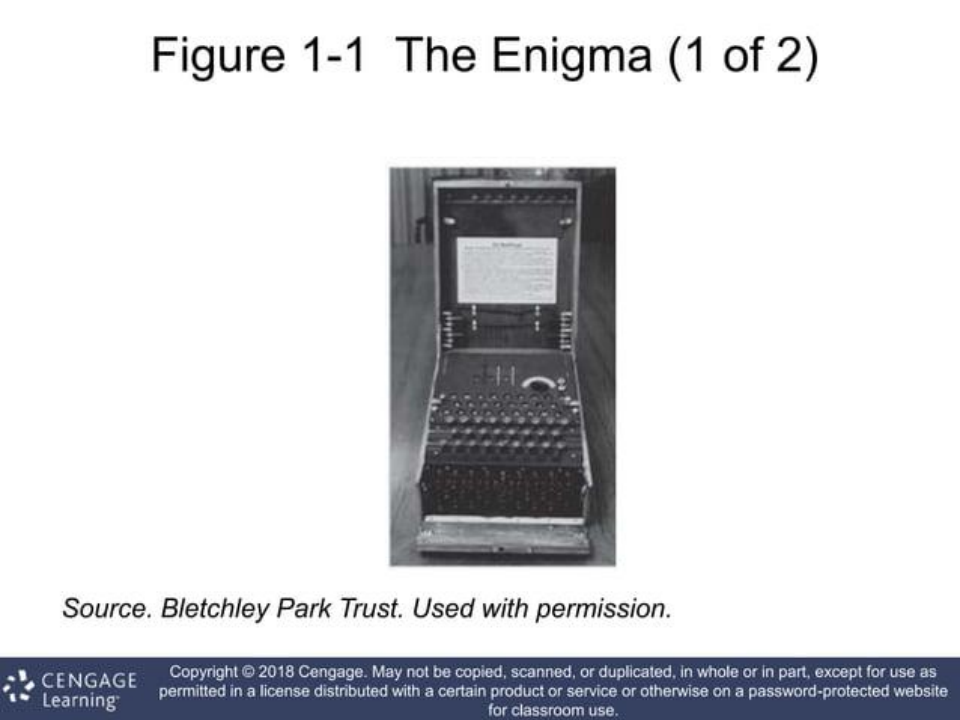 Figure 1-1 The Enigma (1 of 2)
Source. Bletchley Park Trust. Used with permission.
CENGAGE
Learning
Copyright © 2018 Cengage. May not be copied, scanned, or duplicated, in whole or in part, except for use as
permitted in a license distributed with a certain product or service or otherwise on a password-protected website
for classroom use.